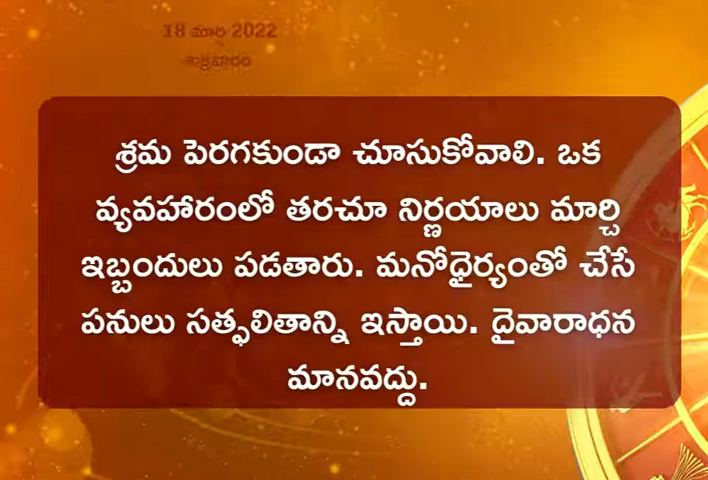 18 మార్చి 2022
శుక్రవారం
శ్రమ పెరగకుండా చూసుకోవాలి. ఒక
వ్యవహారంలో తరచూ నిర్ణయాలు మార్చి
ఇబ్బందులు పడతారు. మనోధైర్యంతో చేసే
పనులు సత్ఫలితాన్ని ఇస్తాయి. దైవారాధన
మానవద్దు.